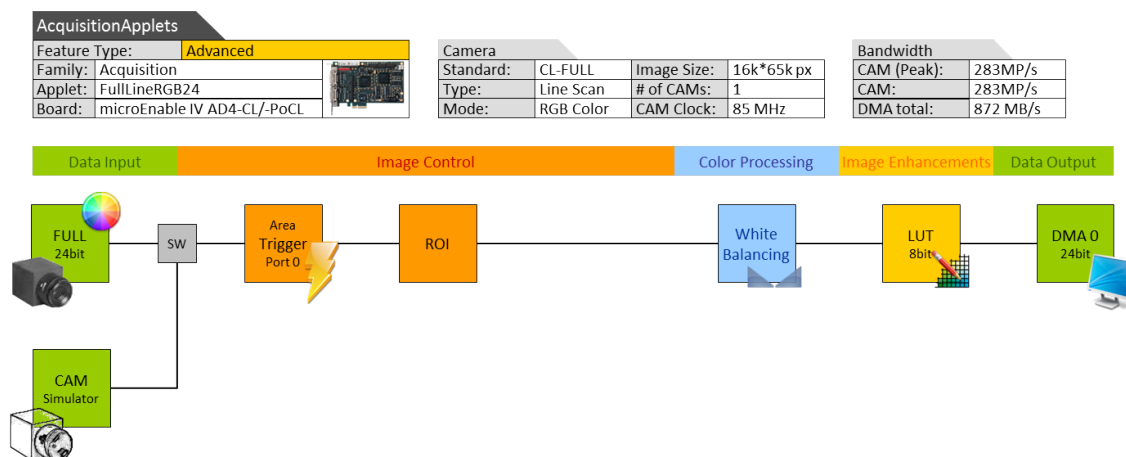 AcquisitionApplets
Feature Type: Advanced
Family: Acquisition
Applet: FullLineRGB24
Board: microEnable IV AD4-CL/-PoCL
Camera
Standard: CL-FULL Image Size: 16k*65k px
Type: Line Scan # of CAMs: 1
Mode: RGB Color CAM Clock: 85 MHz
Bandwidth
CAM (Peak): 283MP/s
CAM: 283MP/s
DMA total: 872 MB/s
Data Input Image Control Color Processing Image Enhancements Data Output
FULL
24bit
SW
Area
Trigger
Port 0
ROI
White
Balancing
LUT
8bit
DMA 0
24bit
CAM
Simulator